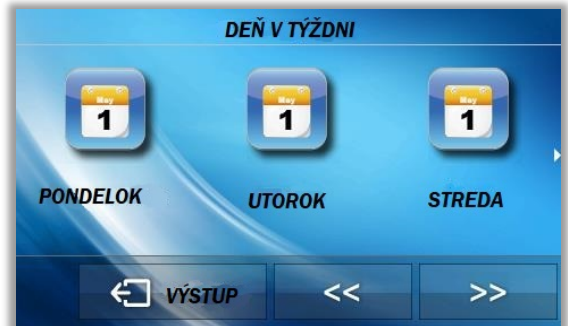 DEŇ V TÝŽDNI
May May May
1 1 1
PONDELOK UTOROK STREDA
VÝSTUP << >>